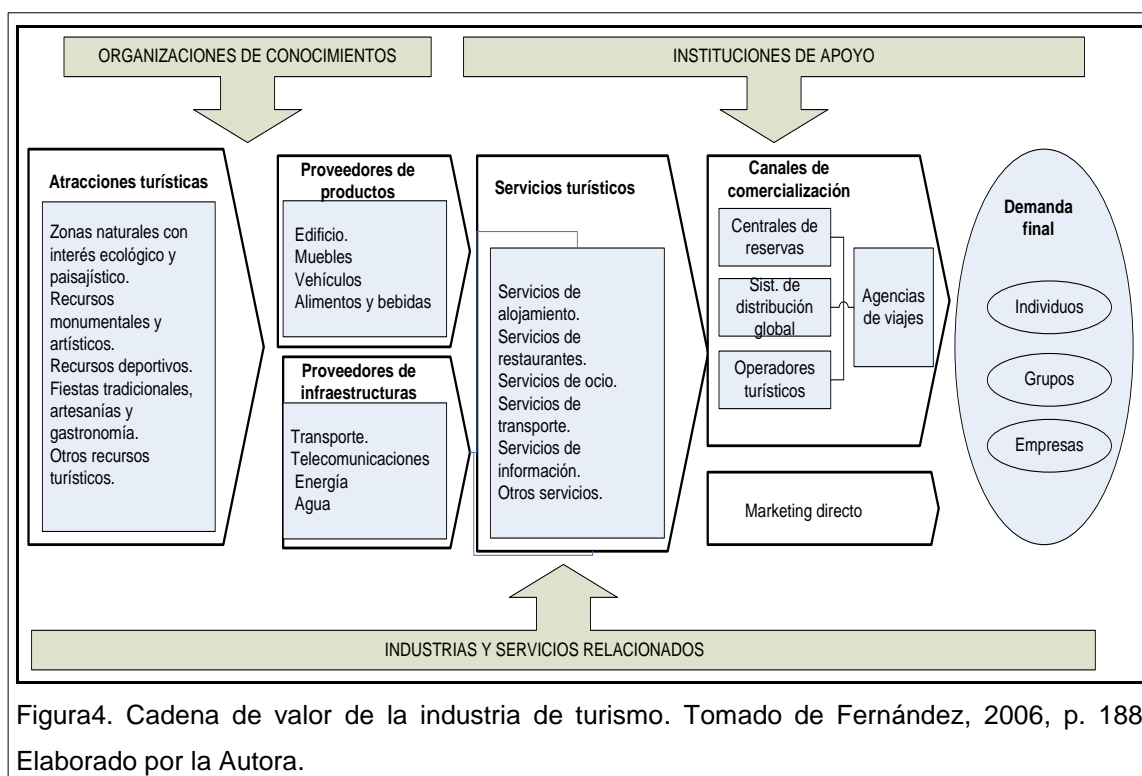 ORGANIZACIONES DE CONOCIMIENTOS
INSTITUCIONES DE APOYO
Atracciones turísticas
Zonas naturales con
interés ecológico y
paisajístico.
Recursos
monumentales y
artísticos.
Recursos deportivos.
Fiestas tradicionales,
artesanías y
gastronomía.
Otros recursos
turísticos.
Proveedores de
productos
Edificio.
Muebles
Vehículos
Alimentos y bebidas
Proveedores de
infraestructuras
Transporte.
Telecomunicaciones
Energía
Agua
Servicios turísticos
Servicios de
alojamiento.
Servicios de
restaurantes.
Servicios de ocio.
Servicios de
transporte.
Servicios de
información.
Otros servicios.
Canales de
comercialización
Centrales de
reservas
Sist. de
distribución
global
Operadores
turísticos
Agencias
de viajes
Marketing directo
Demanda
final
Individuos
Grupos
Empresas
INDUSTRIAS Y SERVICIOS RELACIONADOS
Figura4. Cadena de valor de la industria de turismo. Tomado de Fernández, 2006, p. 188
Elaborado por la Autora.